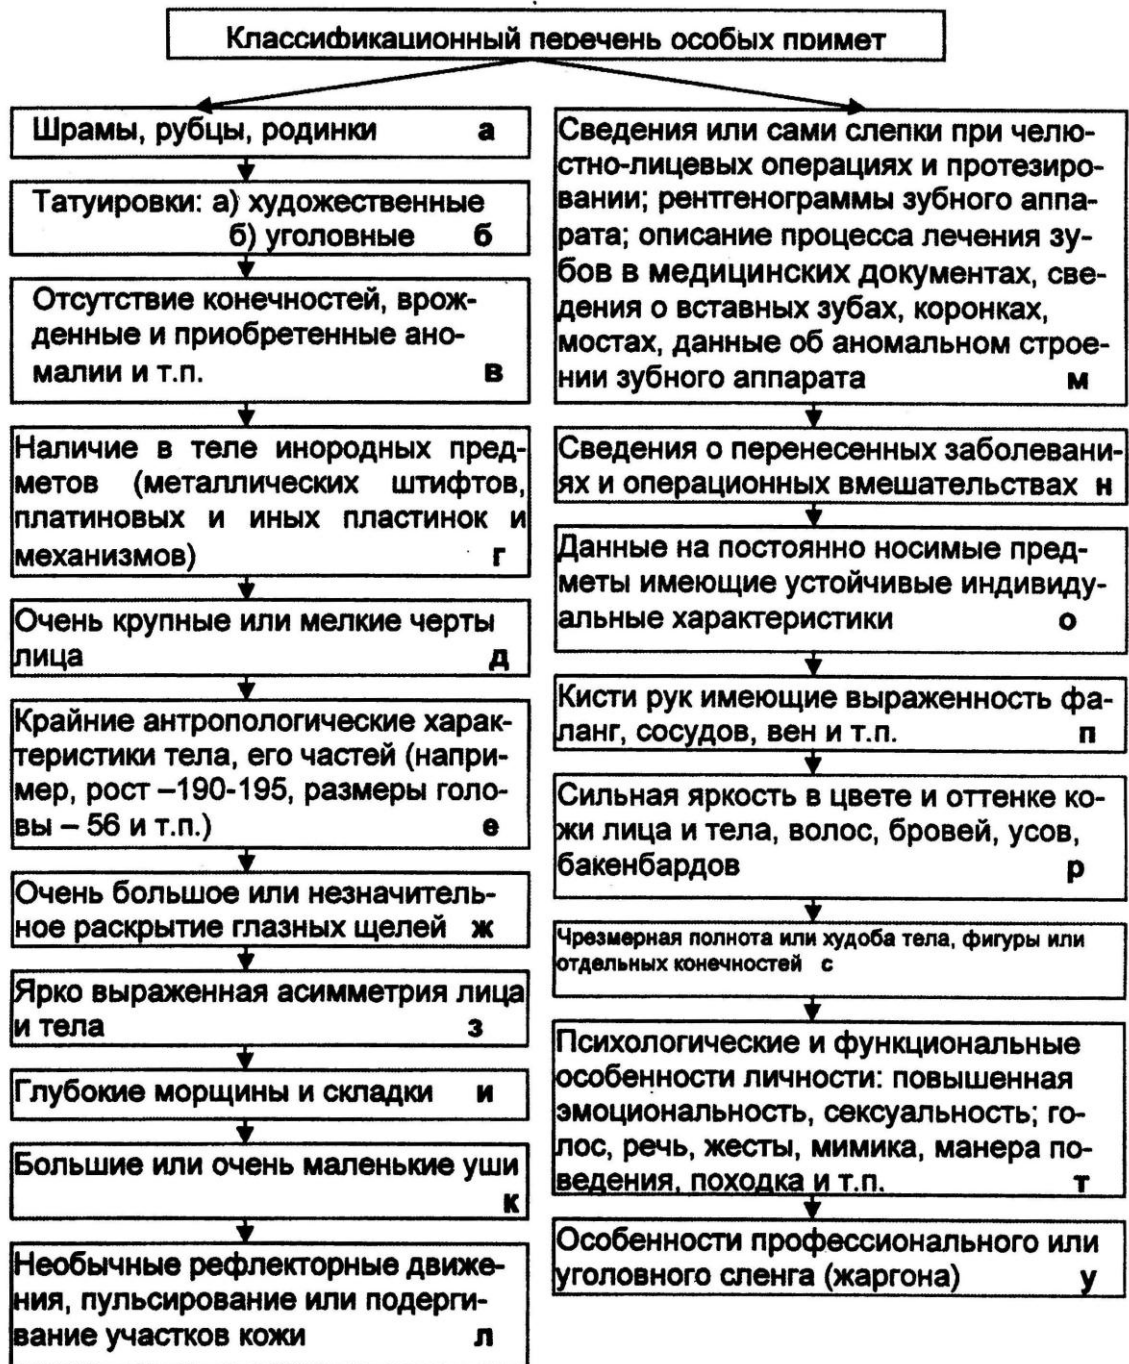 Классификационный перечень особых примет
Шрамы, рубцы, родинки а
Татуировки: а) художественные
б) уголовные б
Отсутствие конечностей, врож-
денные и приобретенные ано-
малии и т.п. в
Наличие в теле инородных пред-
метов (металлических штифтов,
платиновых и иных пластинок и
механизмов) г
Очень крупные или мелкие черты
лица д
Крайние антропологические харак-
теристики тела, его частей (напри-
мер, рост –190-195, размеры голо-
вы – 56 и т.п.) е
Очень большое или незначитель-
ное раскрытие глазных щелей ж
Ярко выраженная асимметрия лица
и тела з
Глубокие морщины и складки и
Большие или очень маленькие уши
к
Необычные рефлекторные движе-
ния, пульсирование или подерги-
вание участков кожи л
Сведения или сами слепки при челю-
стно-лицевых операциях и протезиро-
вании; рентгенограммы зубного аппа-
рата; описание процесса лечения зу-
бов в медицинских документах, све-
дения о вставных зубах, коронках,
мостах, данные об аномальном строе-
нии зубного аппарата м
Сведения о перенесенных заболевани-
ях и операционных вмешательствах н
Данные на постоянно носимые пред-
меты имеющие устойчивые индивиду-
альные характеристики о
Кисти рук имеющие выраженность фа-
ланг, сосудов, вен и т.п. п
Сильная яркость в цвете и оттенке ко-
жи лица и тела, волос, бровей, усов,
бакенбардов р
Чрезмерная полнота или худоба тела, фигуры или
отдельных конечностей с
Психологические и функциональные
особенности личности: повышенная
эмоциональность, сексуальность; го-
лос, речь, жесты, мимика, манера по-
ведения, походка и т.п. т
Особенности профессионального или
уголовного сленга (жаргона) у